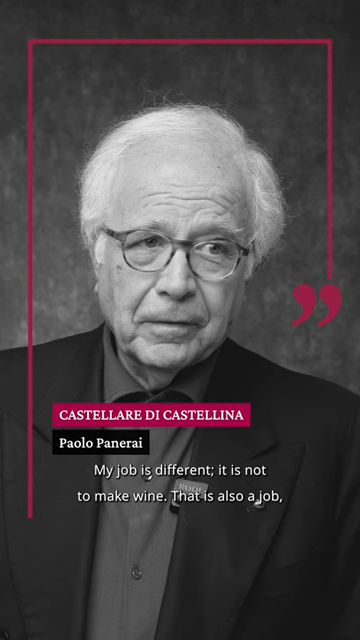 CASTELLARE DI CASTELLINA
Paolo Panerai
My job is different; it is not
to make wine. That is also a job,